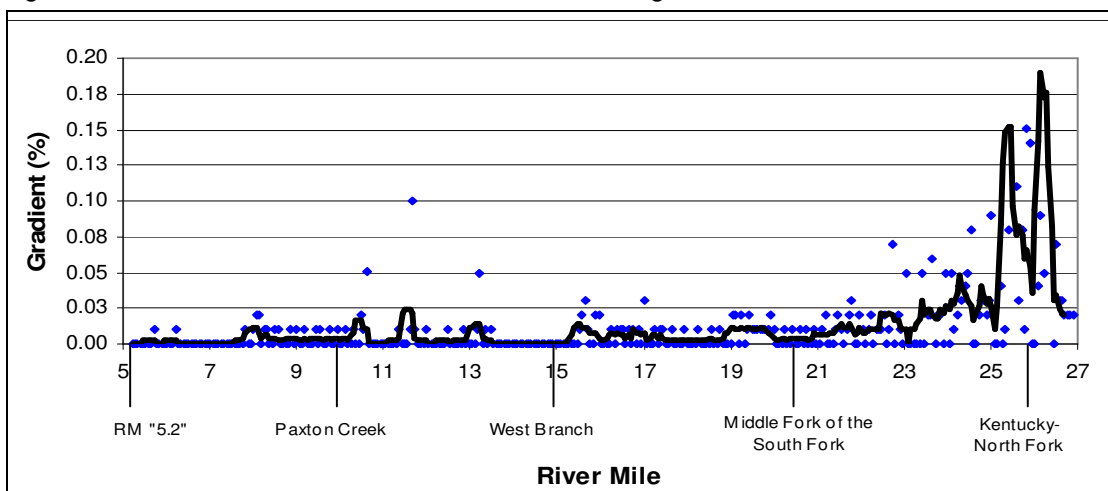 0.20
0.18
0.15
0.13
0.10
0.08
0.05
0.03
0.00
Gradient (%)
5 7 9 11 13 15 17 19 21 23 25 27
RM "5.2" Paxton Creek West Branch Middle Fork of the South Fork Kentucky-North Fork
River Mile